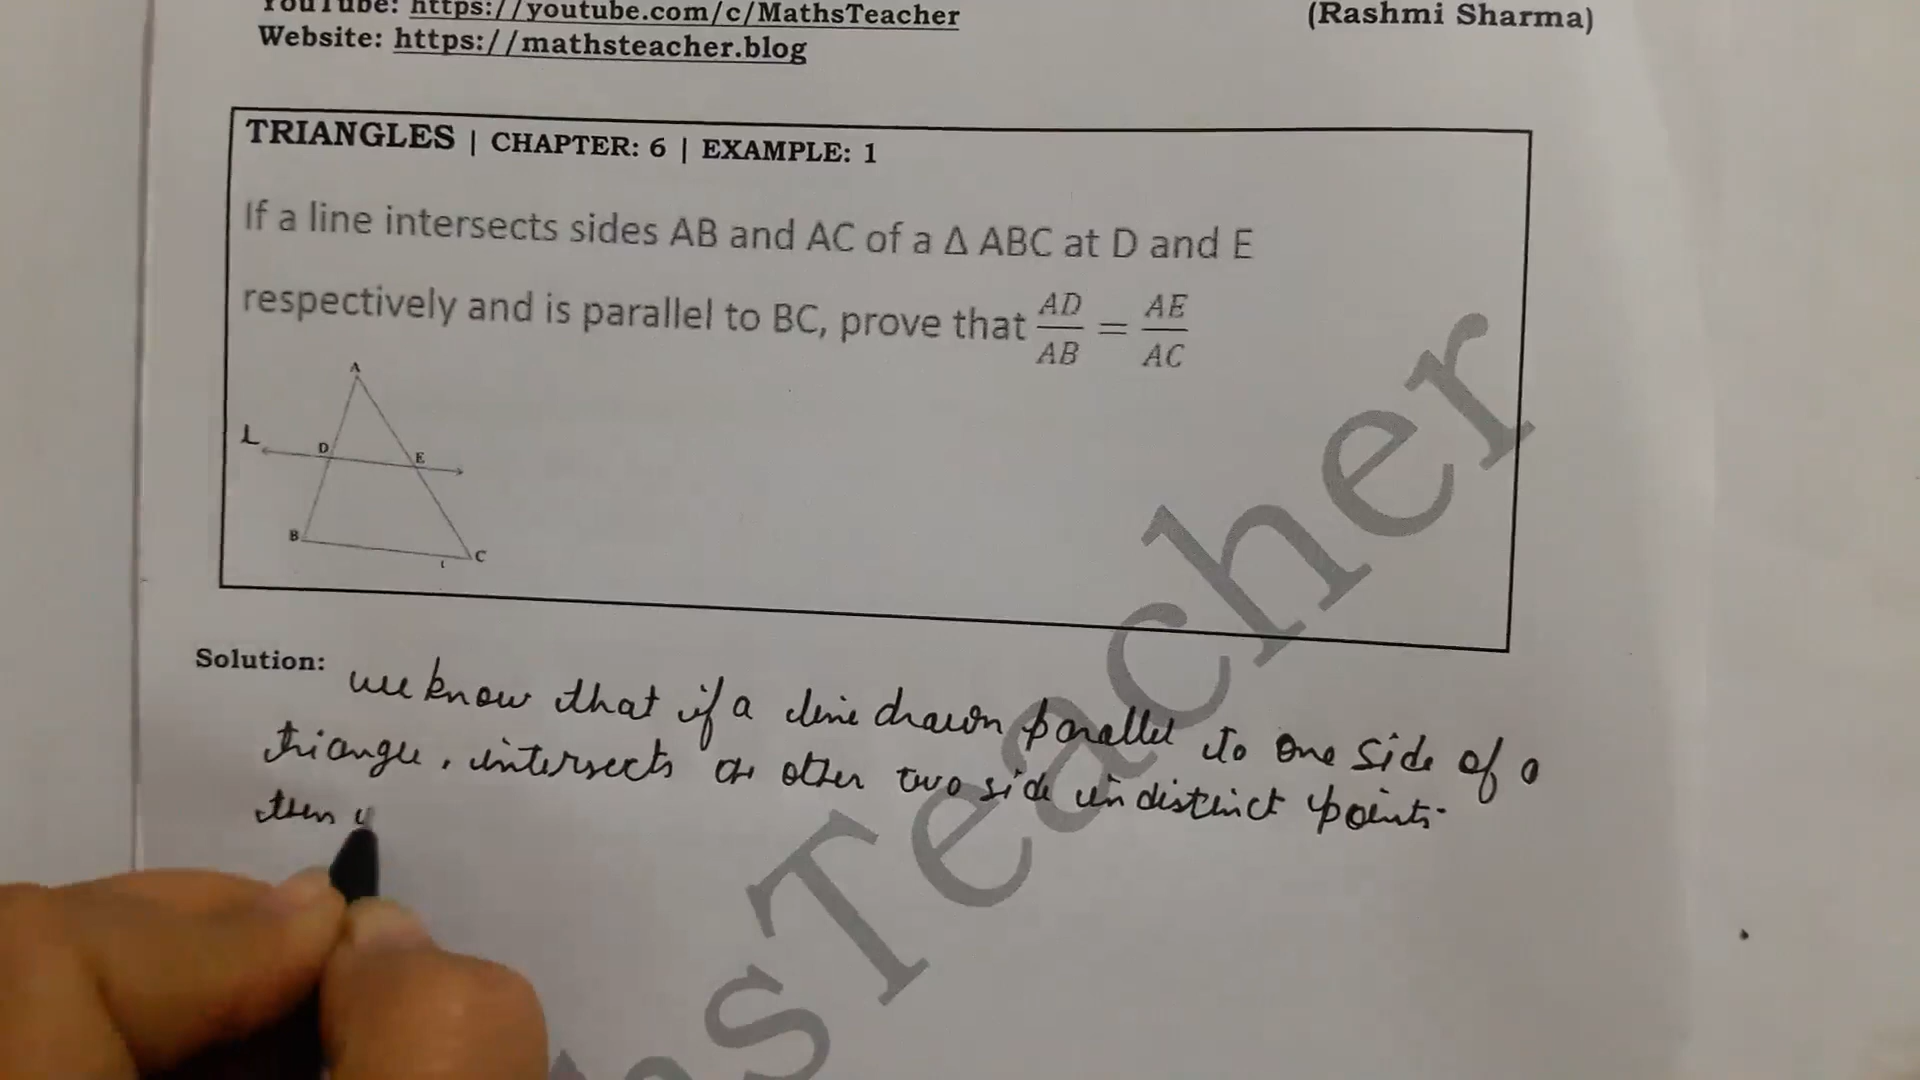 YouTube: https://youtube.com/c/MathsTeacher
(Rashmi Sharma)
Website: https://mathsteacher.blog
TRIANGLES | CHAPTER: 6 | EXAMPLE: 1
If a line intersects sides AB and AC of a Δ ABC at D and E
respectively and is parallel to BC, prove that AD/AB = AE/AC
A
L
D
E
B
C
Solution: we know that if a line drawn parallel to one side of a
triangle, intersects other two side in distinct points.
then
Teacher